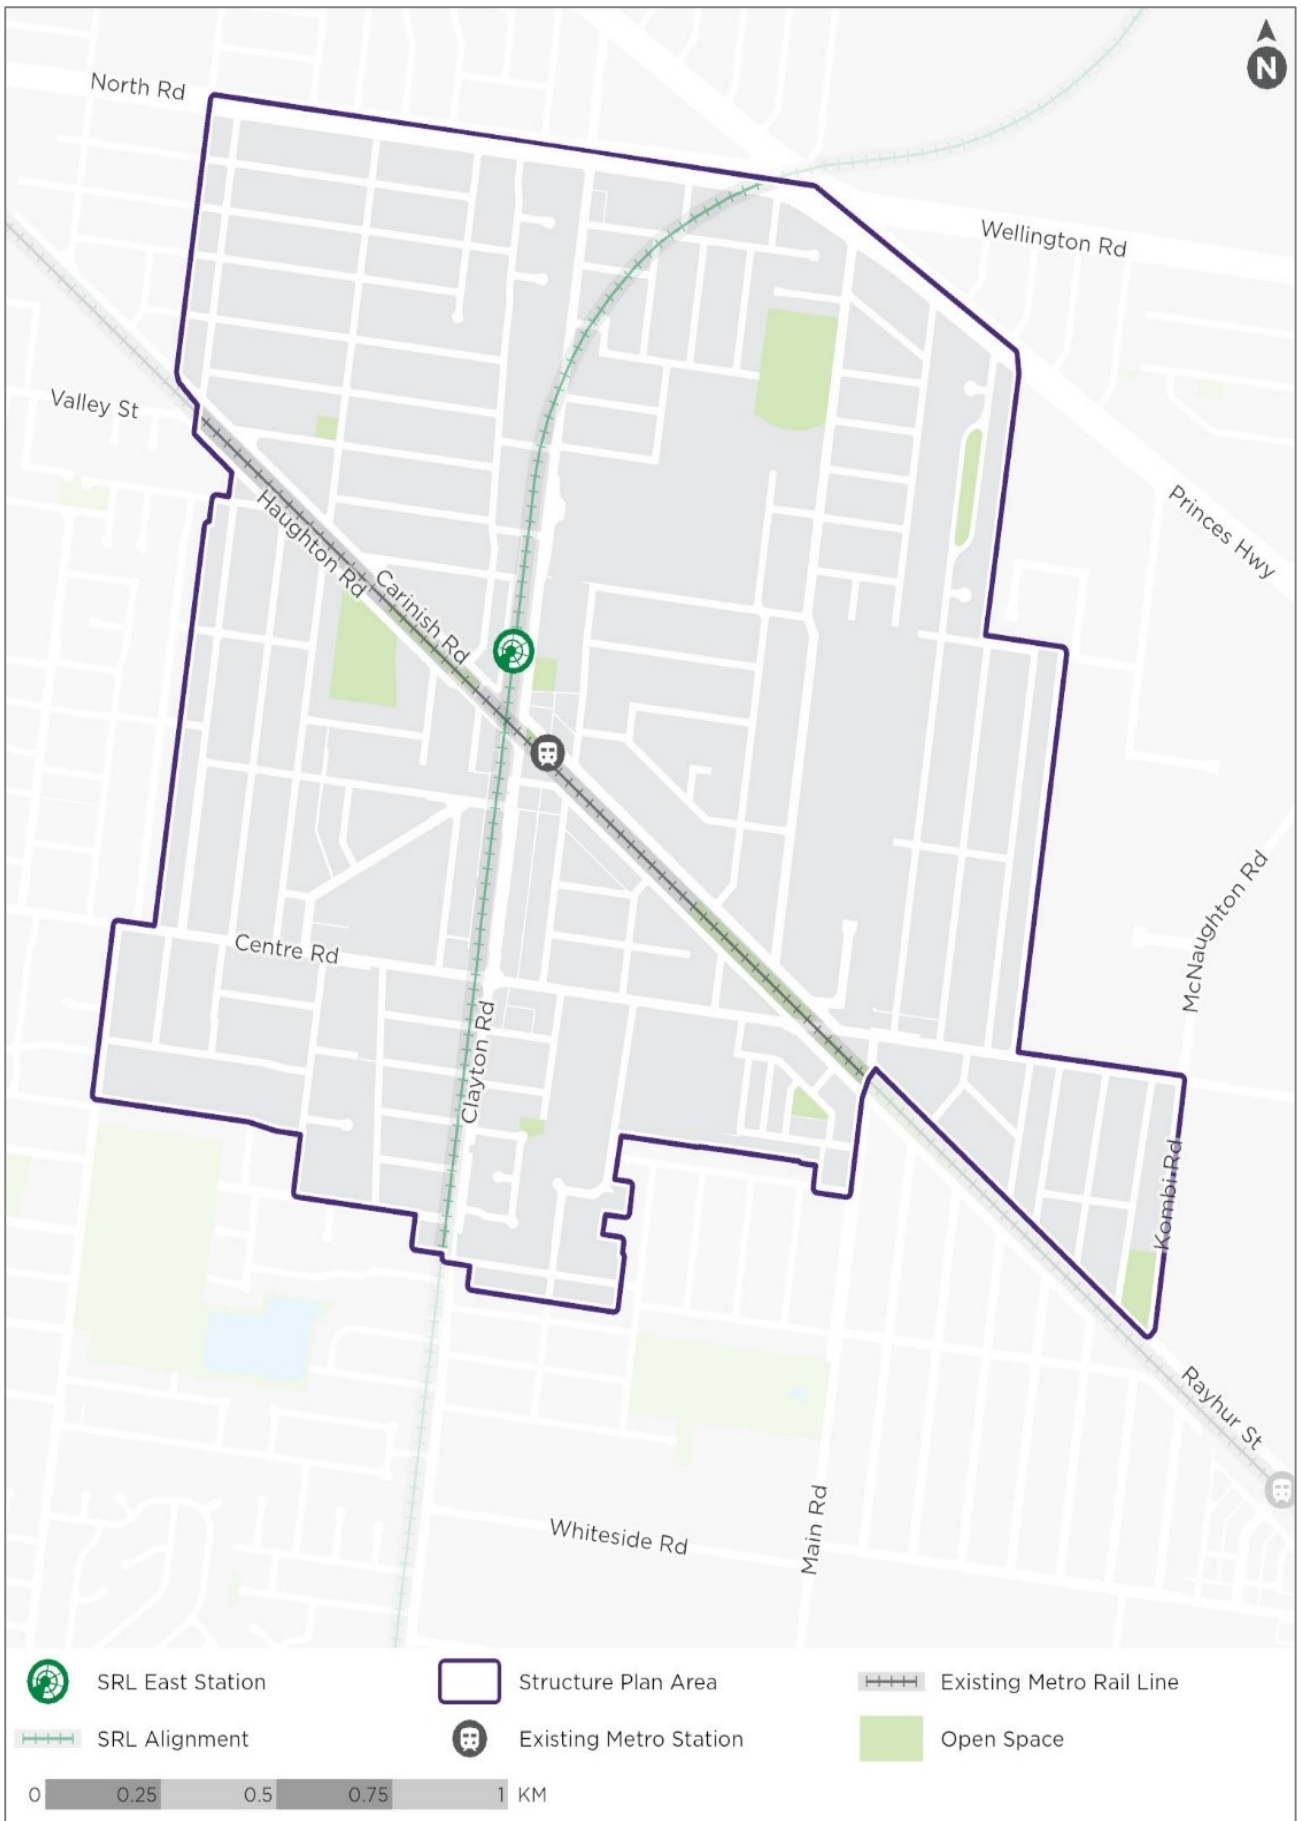 N
North Rd
Wellington Rd
Valley St
Princes Hwy
Haughton Rd
Carinish Rd
McNaughton Rd
Centre Rd
Clayton Rd
Kombi Rd
Rayhur St
Main Rd
Whiteside Rd
SRL East Station
Structure Plan Area
Existing Metro Rail Line
SRL Alignment
Existing Metro Station
Open Space
0 0.25 0.5 0.75 1 KM